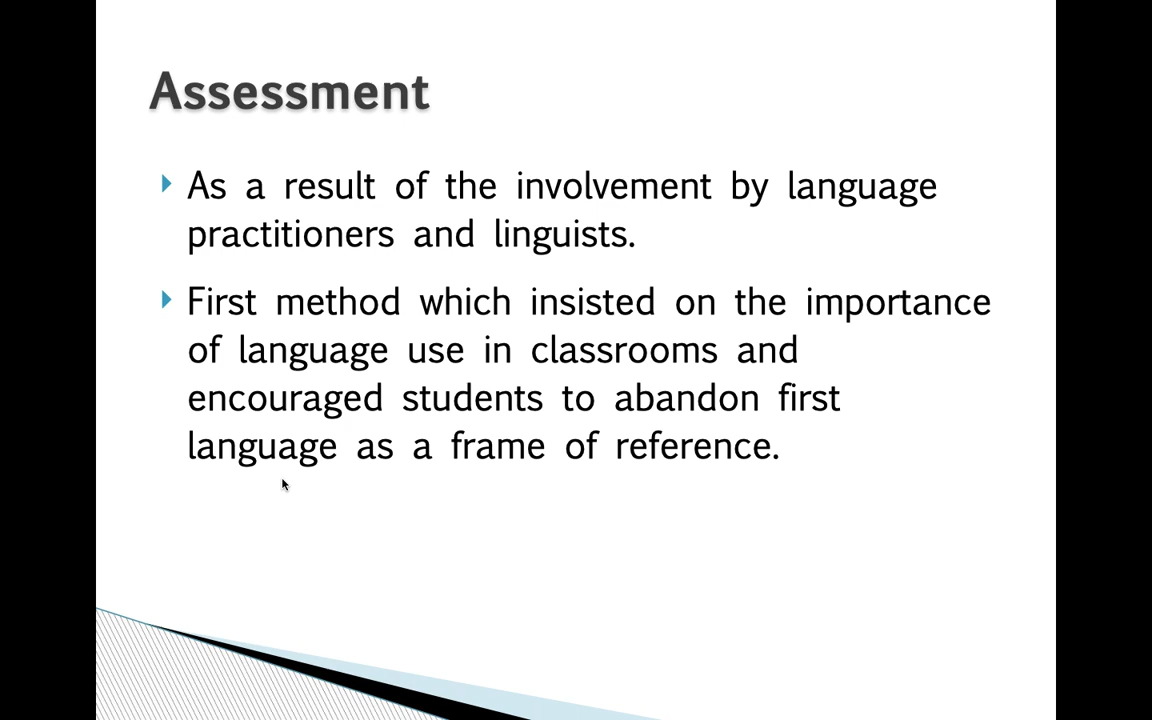 Assessment
As a result of the involvement by language
practitioners and linguists.
First method which insisted on the importance
of language use in classrooms and
encouraged students to abandon first
language as a frame of reference.